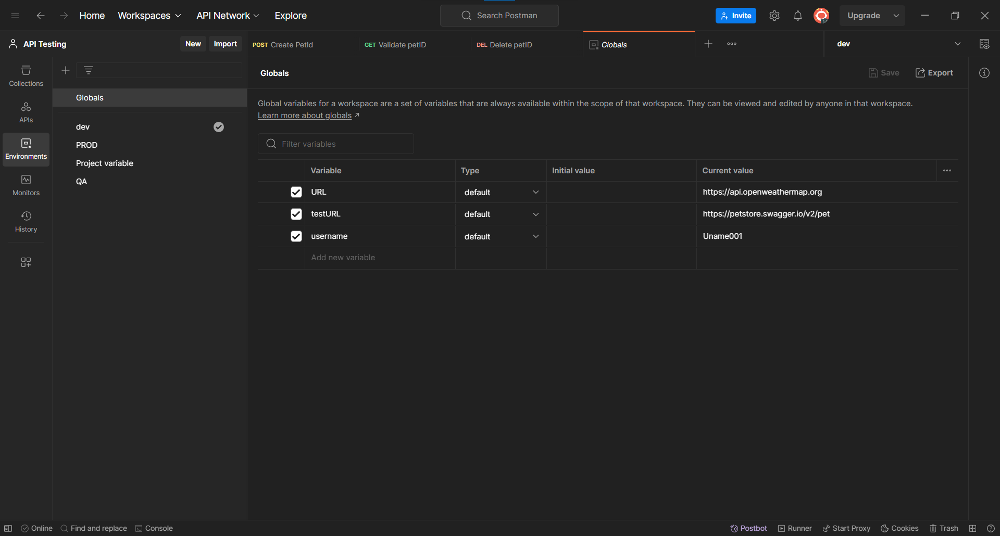 Home Workspaces API Network Explore Search Postman Invite Upgrade
API Testing New Import POST Create PetId GET Validate petID DEL Delete petID Globals dev
Collections
APIs
Environments
Monitors
History
Globals
dev
PROD
Project variable
QA
Globals Save Export
Global variables for a workspace are a set of variables that are always available within the scope of that workspace. They can be viewed and edited by anyone in that workspace.
Learn more about globals ↗
Filter variables
Variable Type Initial value Current value
URL default https://api.openweathermap.org
testURL default https://petstore.swagger.io/v2/pet
username default Uname001
Add new variable
Online Find and replace Console Postbot Runner Start Proxy Cookies Trash